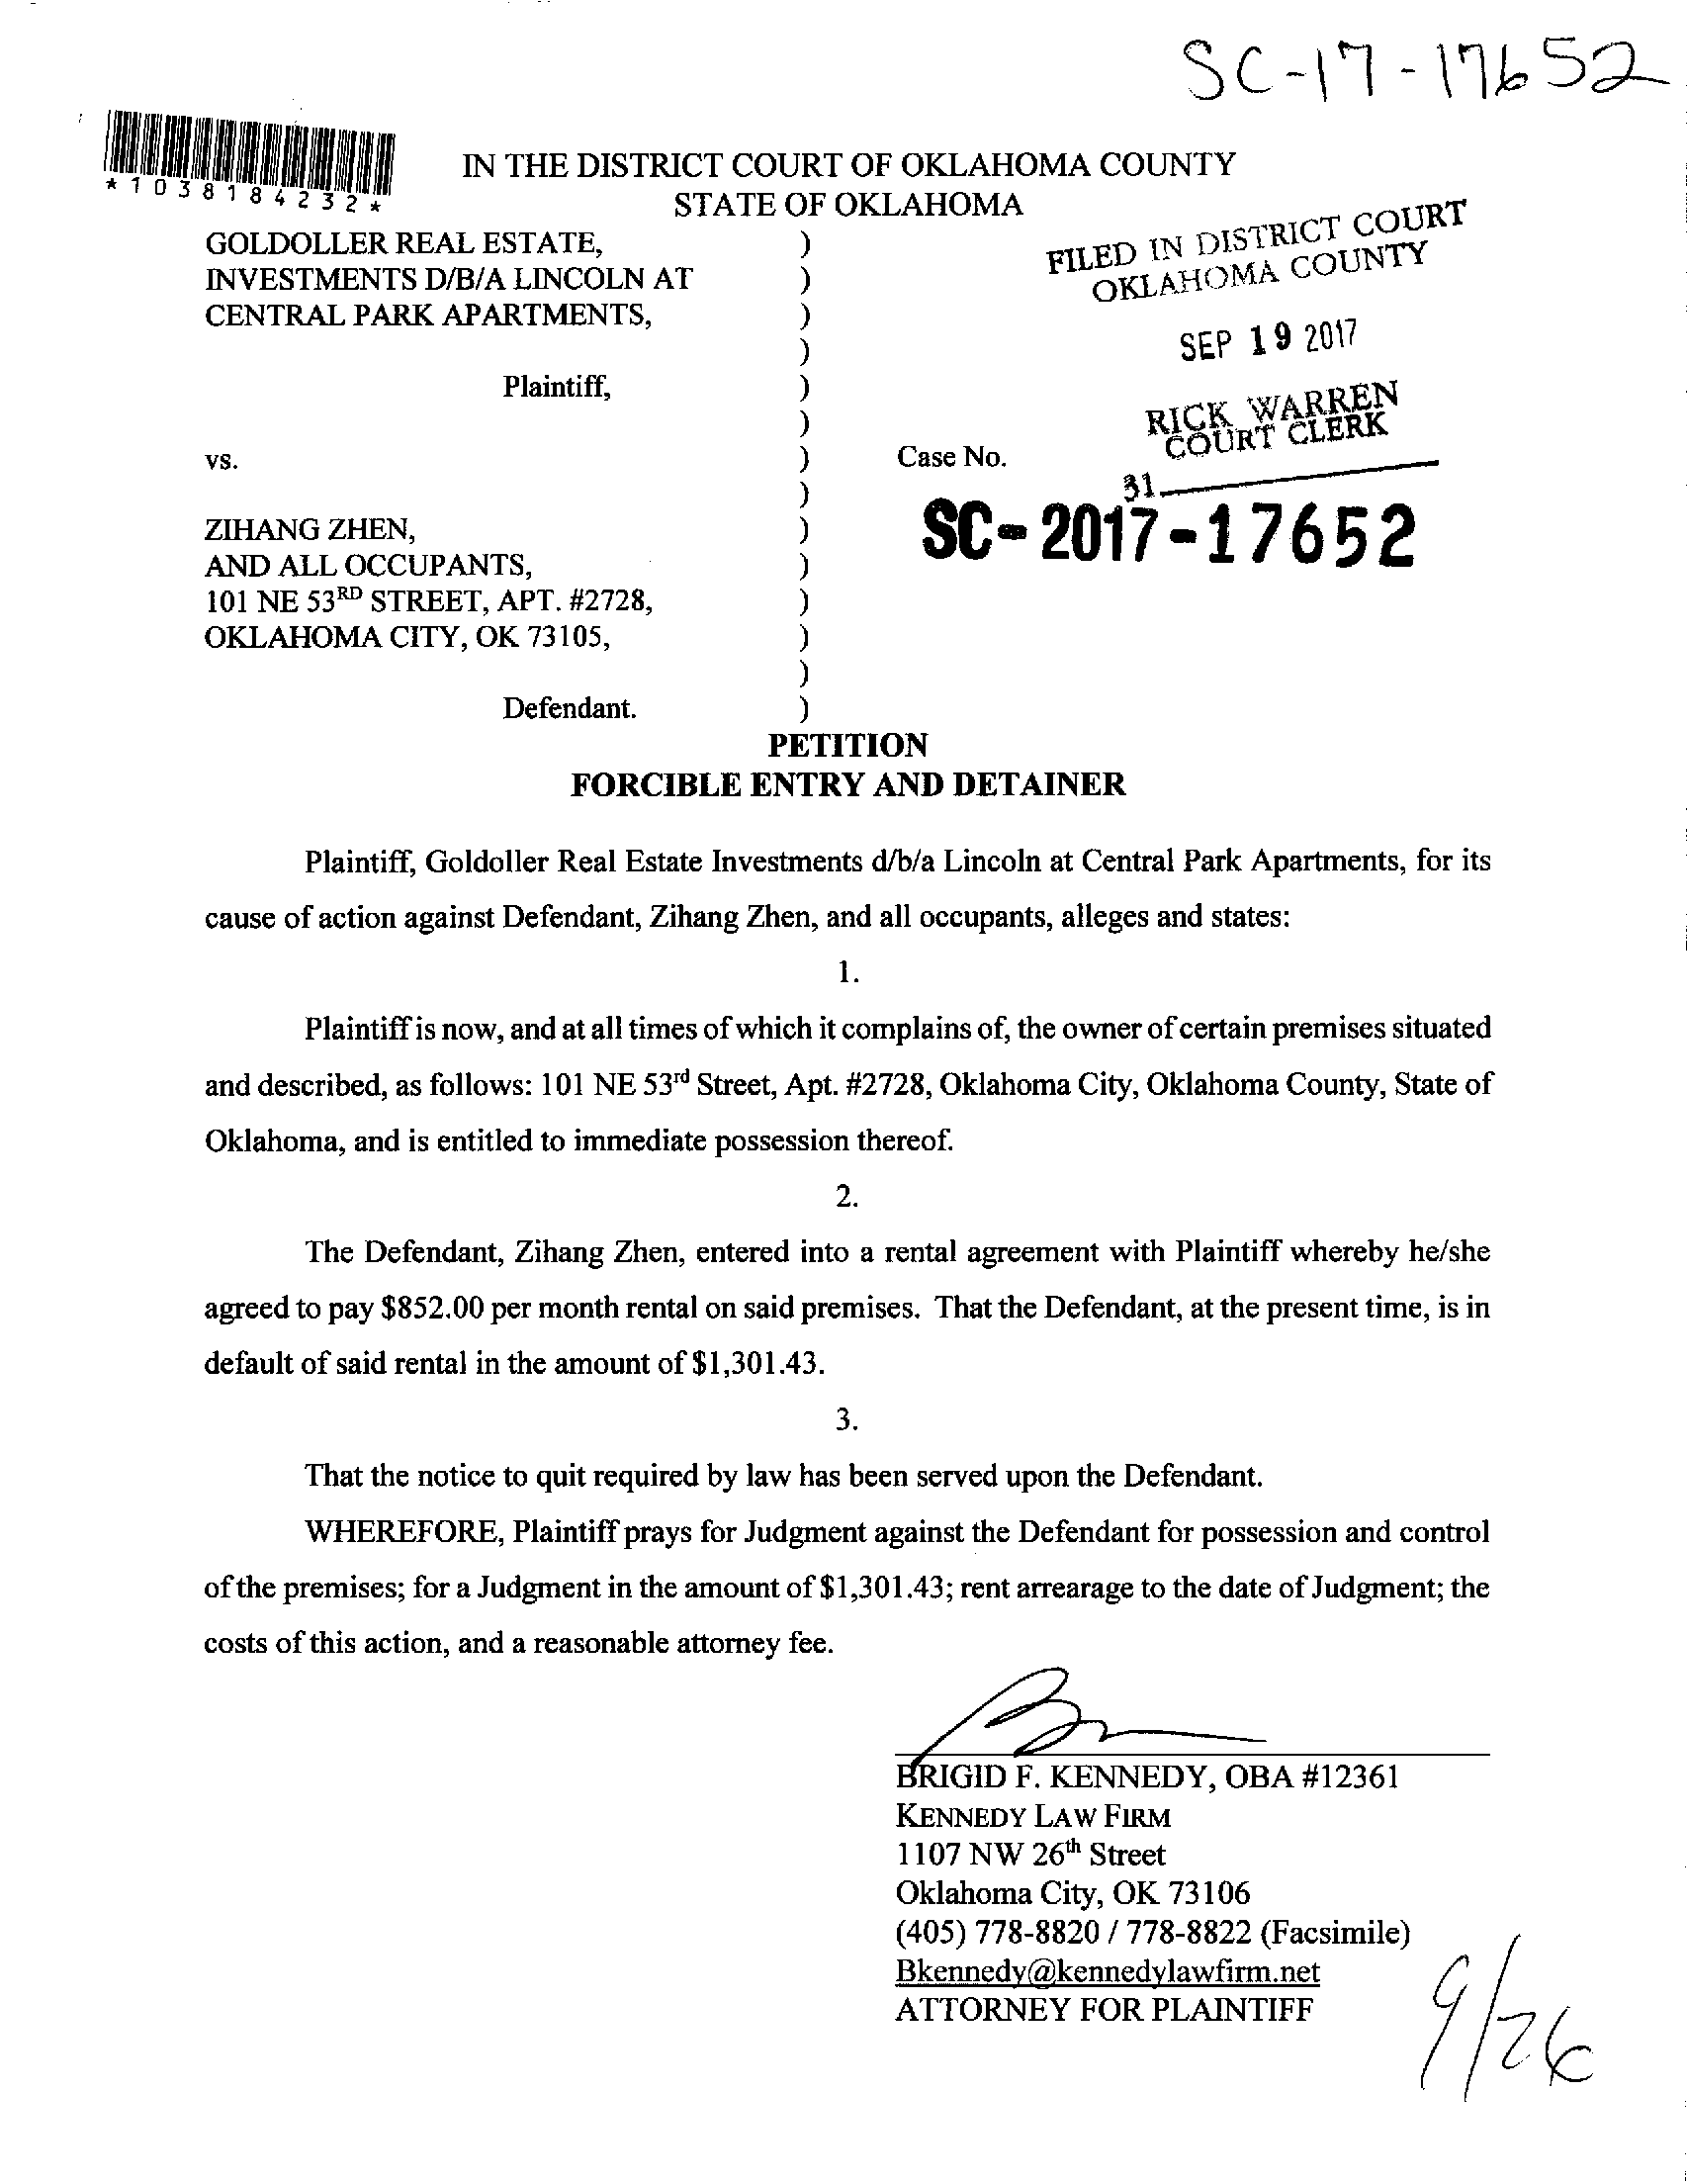 SC-17-17652
*1038184232*
IN THE DISTRICT COURT OF OKLAHOMA COUNTY
STATE OF OKLAHOMA
GOLDOLLER REAL ESTATE, )
INVESTMENTS D/B/A LINCOLN AT )
CENTRAL PARK APARTMENTS, )
)
Plaintiff, )
)
vs. ) Case No.
)
ZIHANG ZHEN, )
AND ALL OCCUPANTS, )
101 NE 53RD STREET, APT. #2728, )
OKLAHOMA CITY, OK 73105, )
)
Defendant. )
FILED IN DISTRICT COURT
OKLAHOMA COUNTY
SEP 19 2017
RICK WARREN
COURT CLERK
31
SC-2017-17652
PETITION
FORCIBLE ENTRY AND DETAINER
Plaintiff, Goldoller Real Estate Investments d/b/a Lincoln at Central Park Apartments, for its
cause of action against Defendant, Zihang Zhen, and all occupants, alleges and states:
1.
Plaintiff is now, and at all times of which it complains of, the owner of certain premises situated
and described, as follows: 101 NE 53rd Street, Apt. #2728, Oklahoma City, Oklahoma County, State of
Oklahoma, and is entitled to immediate possession thereof.
2.
The Defendant, Zihang Zhen, entered into a rental agreement with Plaintiff whereby he/she
agreed to pay $852.00 per month rental on said premises. That the Defendant, at the present time, is in
default of said rental in the amount of $1,301.43.
3.
That the notice to quit required by law has been served upon the Defendant.
WHEREFORE, Plaintiff prays for Judgment against the Defendant for possession and control
of the premises; for a Judgment in the amount of $1,301.43; rent arrearage to the date of Judgment; the
costs of this action, and a reasonable attorney fee.
BRIGID F. KENNEDY, OBA #12361
KENNEDY LAW FIRM
1107 NW 26th Street
Oklahoma City, OK 73106
(405) 778-8820 / 778-8822 (Facsimile)
Bkennedy@kennedylawfirm.net
ATTORNEY FOR PLAINTIFF
9/26